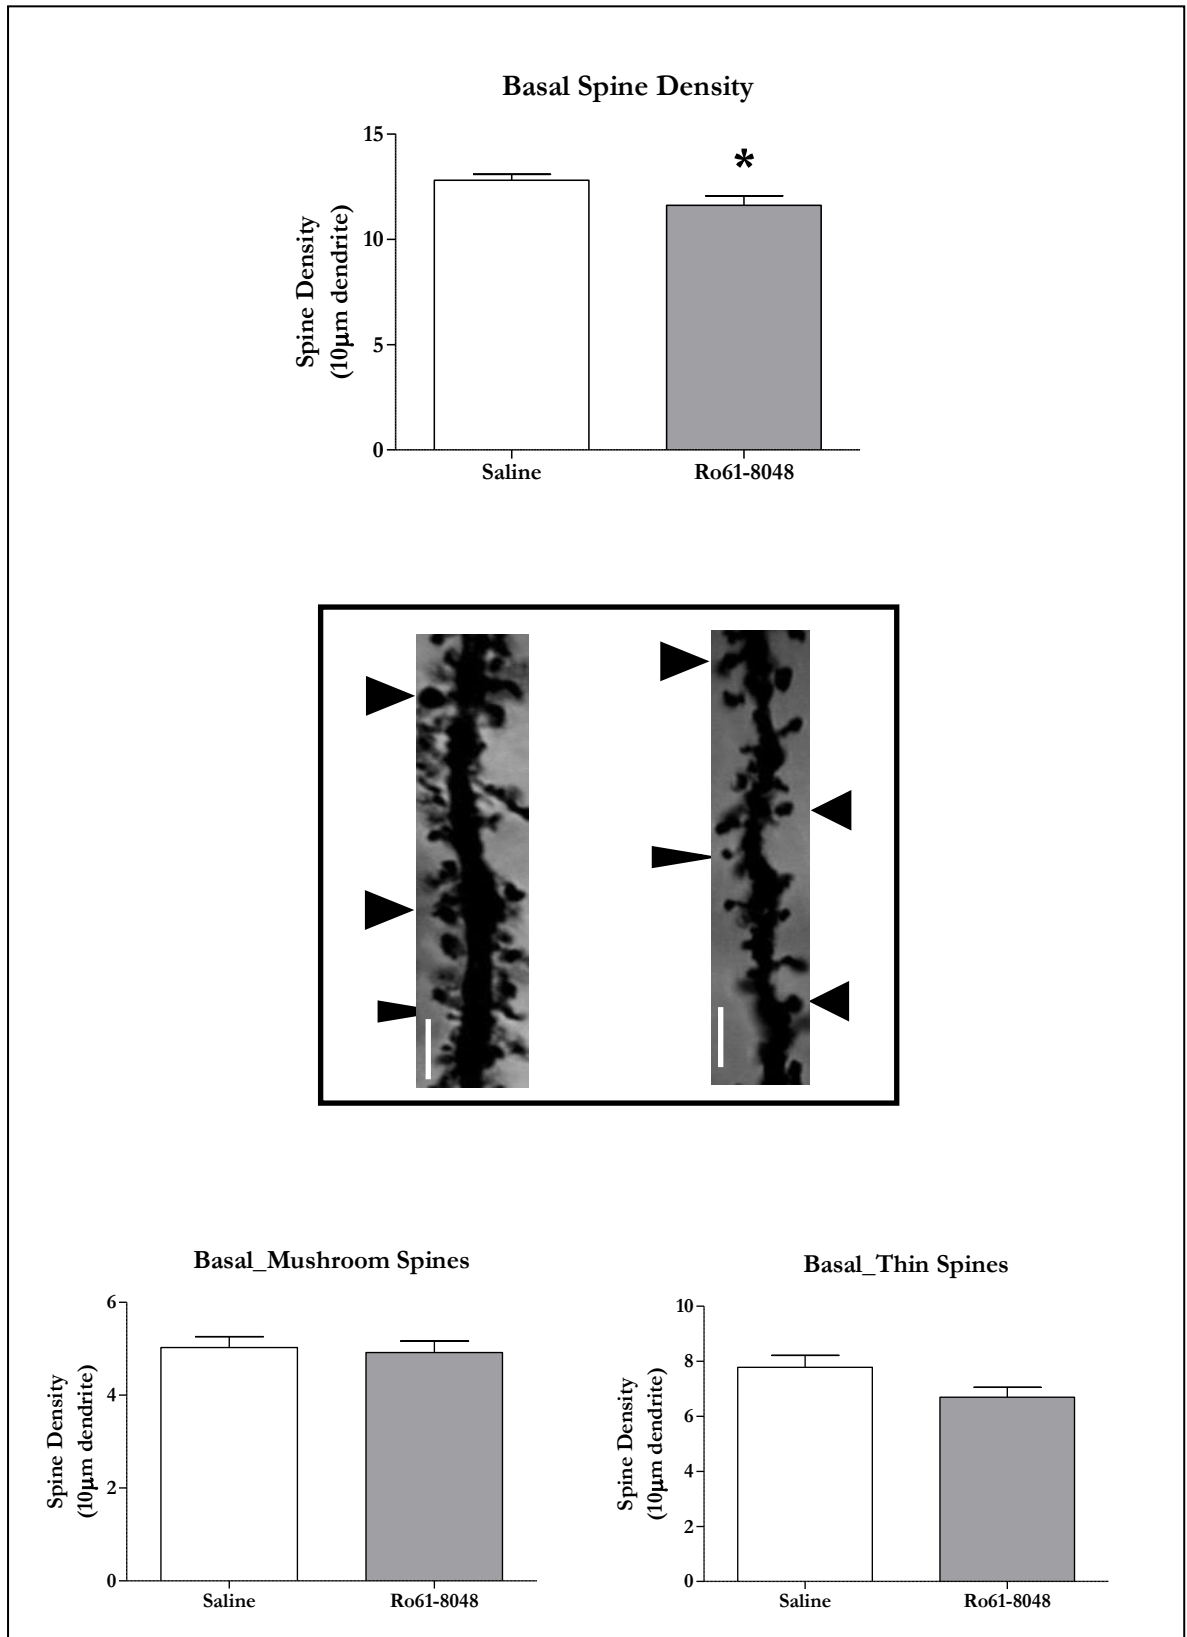 Basal Spine Density
15
10
5
0
Spine Density
(10μm dendrite)
*
Saline
Ro61-8048
Basal_Mushroom Spines
6
4
2
0
Spine Density
(10μm dendrite)
Saline
Ro61-8048
Basal_Thin Spines
10
8
6
4
2
0
Spine Density
(10μm dendrite)
Saline
Ro61-8048